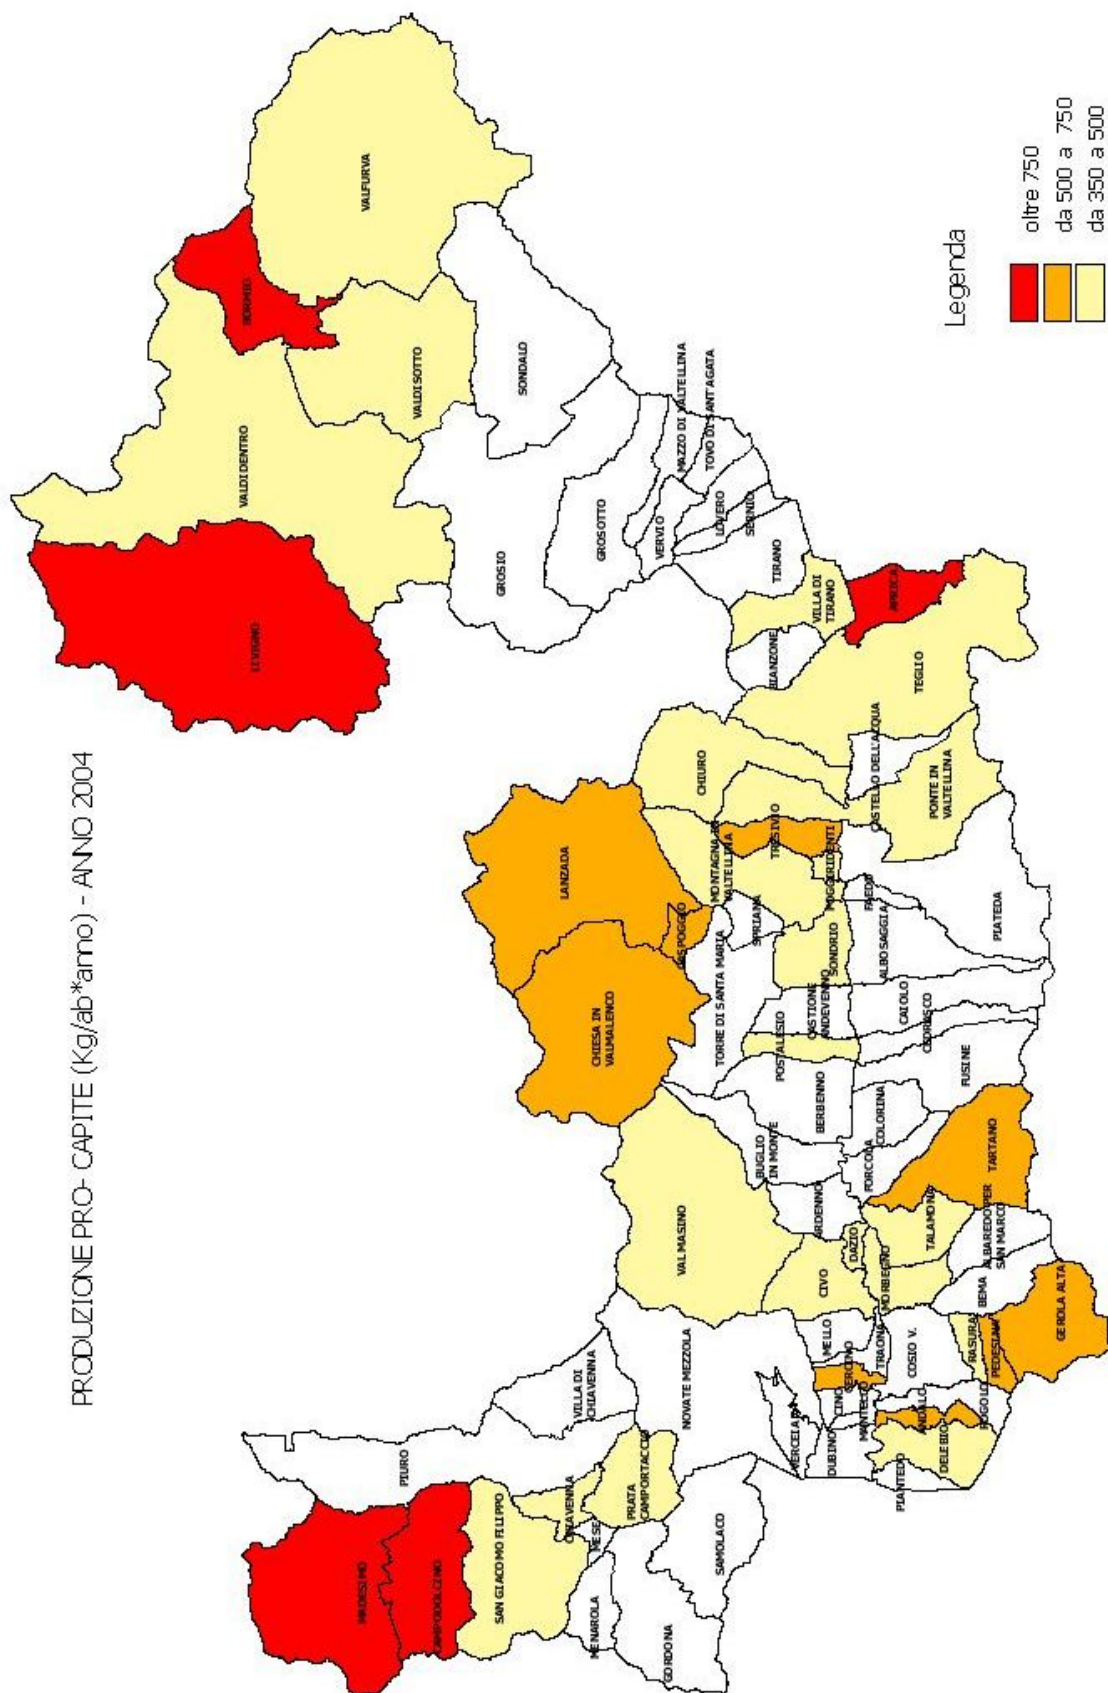 PRODUZIONE PRO- CAPITE (Kg/ab*anno) - ANNO 2004
MADESIMO
CAMPODOLCINO
SAN GIACOMO FILIPPO
PIURO
VILLA DI
CHIAVENNA
CHIAVENNA
MESE
PRATA
CAMPORTACCIO
MENAROLA
GORDONA
SAMOLACO
NOVATE MEZZOLA
VERCEIA
DUBINO
CINO
MANTELLO
CERCINO
MELLO
TRAONA
CIVO
DAZIO
VAL MASINO
ARDENNO
BUGLIO
IN MONTE
BERBENNO
POSTALESIO
CASTIONE
ANDEVENNO
TORRE DI SANTA MARIA
CHIESA IN
VALMALENCO
LANZADA
CASPOGGIO
SPRIANA
SONDRIO
MONTAGNA IN
VALTELLINA
POGGIRIDENTI
TRESIVIO
CHIURO
CASTELLO DELL'ACQUA
PONTE IN
VALTELLINA
TEGLIO
BIANZONE
VILLA DI
TIRANO
APRICA
TIRANO
SERNIO
LOVERO
TOVO DI SANT'AGATA
MAZZO DI VALTELLINA
VERVIO
GROSOTTO
GROSIO
SONDALO
VALDISOTTO
VALDIDENTRO
LIVIGNO
BORMIO
VALFURVA
PIANTEDO
DELEBIO
ANDALO
ROGOLO
COSIO V.
RASURA
PEDESINA
GEROLA ALTA
BEMA
ALBAREDO PER
SAN MARCO
MORBEGNO
TALAMONA
TARTANO
FORCOLA
COLORINA
FUSINE
CEDRASCO
CAIOLO
ALBOSAGGIA
FAEDO
PIATEDA
Legenda
oltre 750
da 500 a 750
da 350 a 500